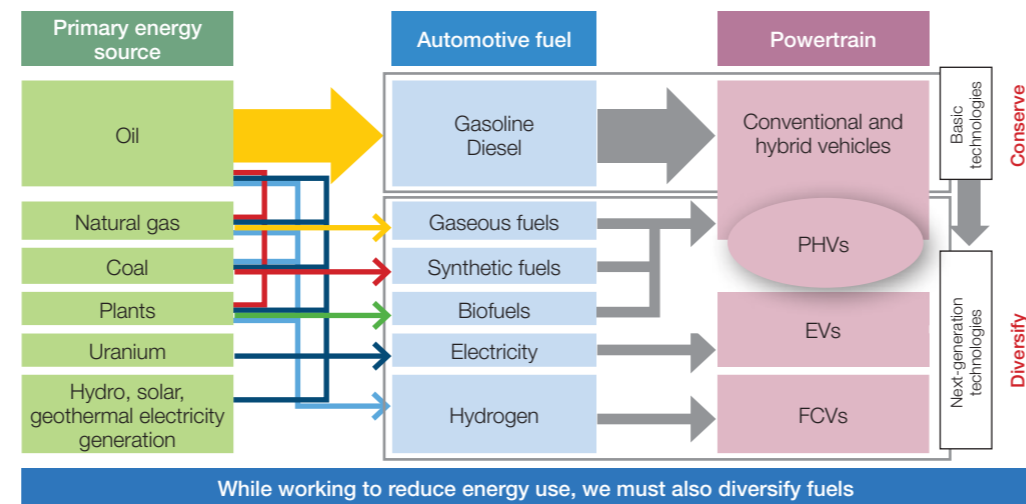 Primary energy
source
Automotive fuel
Powertrain
Oil
Gasoline
Diesel
Conventional and
hybrid vehicles
Basic
technologies
Conserve
Natural gas
Gaseous fuels
PHVs
Coal
Synthetic fuels
Plants
Biofuels
EVs
Uranium
Electricity
Next-generation
technologies
Diversify
Hydro, solar,
geothermal electricity
generation
Hydrogen
FCVs
While working to reduce energy use, we must also diversify fuels